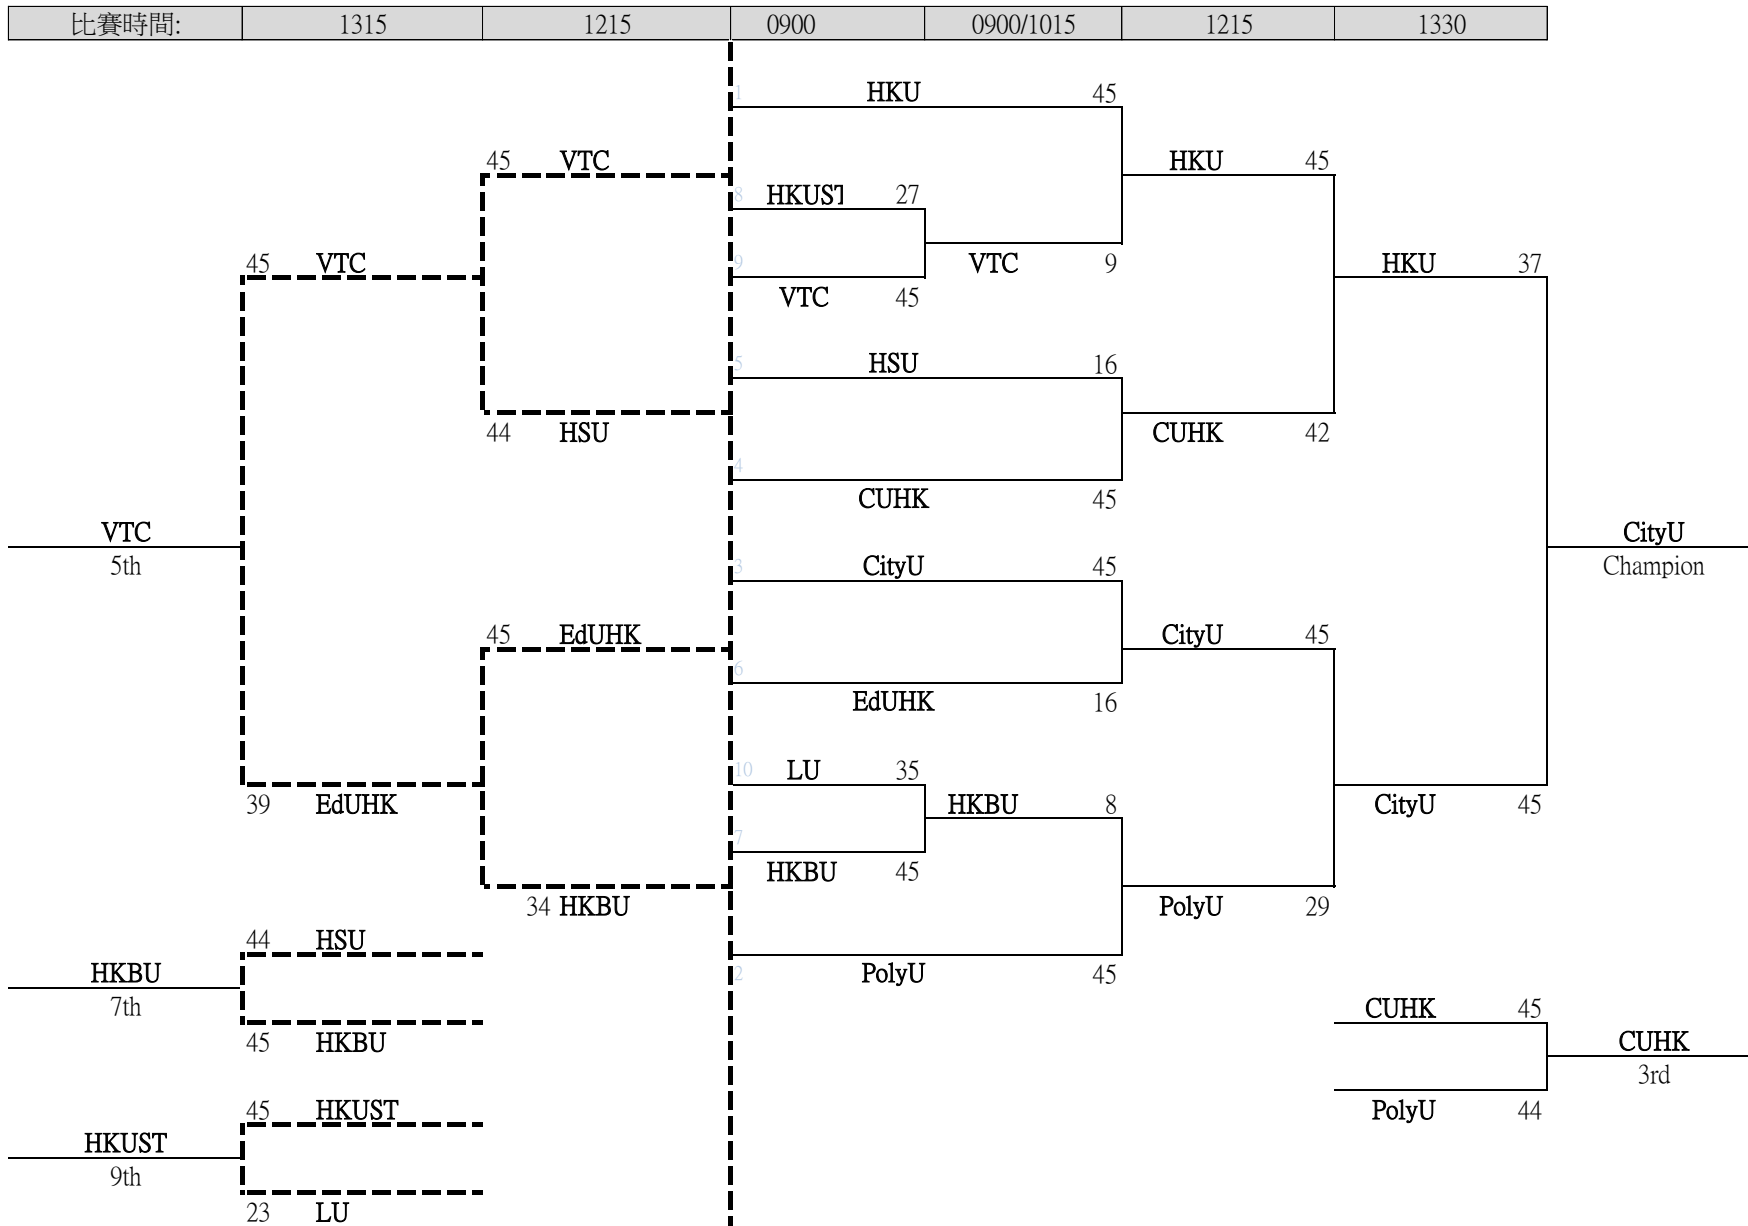 比賽時間: 1315 1215 0900 0900/1015 1215 1330
1 HKU 45
45 VTC HKU 45
8 HKUST 27
45 VTC 9 VTC 9 HKU 37
VTC 45
5 HSU 16
44 HSU CUHK 42
4
CUHK 45
VTC CityU
5th 3 CityU 45 Champion
45 EdUHK CityU 45
6
EdUHK 16
10 LU 35
39 EdUHK HKBU 8 CityU 45
7
HKBU 45
34 HKBU PolyU 29
44 HSU
HKBU 2 PolyU 45
7th CUHK 45
45 HKBU CUHK
3rd
45 HKUST PolyU 44
HKUST
9th
23 LU